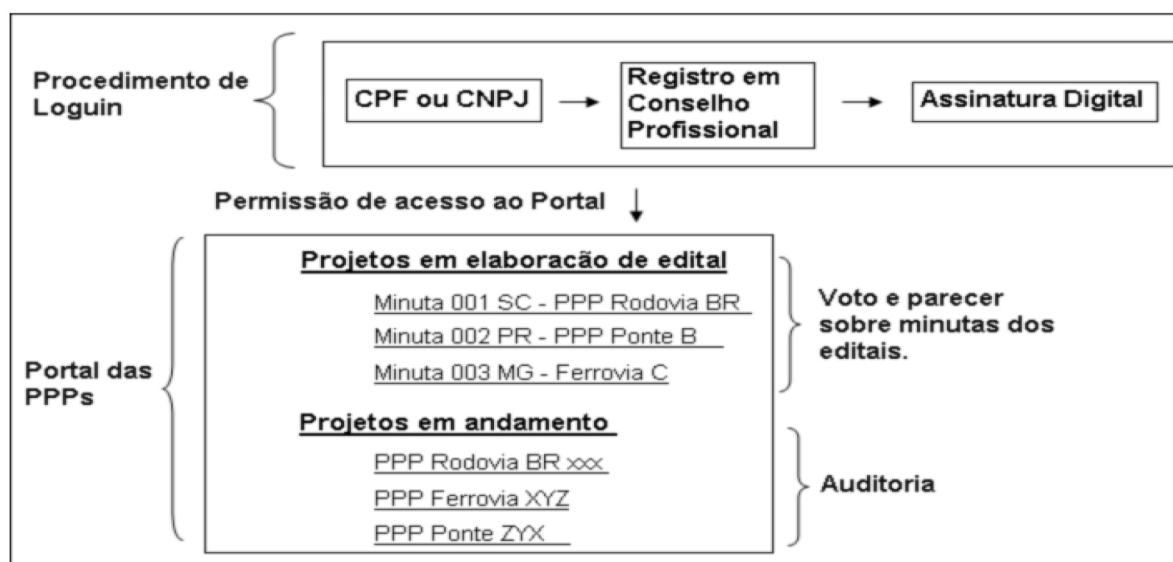 Procedimento de
Loguin
CPF ou CNPJ
Registro em
Conselho
Profissional
Assinatura Digital
Permissão de acesso ao Portal
Portal das
PPPs
Projetos em elaboracão de edital
Minuta 001 SC - PPP Rodovia BR
Minuta 002 PR - PPP Ponte B
Minuta 003 MG - Ferrovia C
Voto e parecer
sobre minutas dos
editais.
Projetos em andamento
PPP Rodovia BR xxx
PPP Ferrovia XYZ
PPP Ponte ZYX
Auditoria